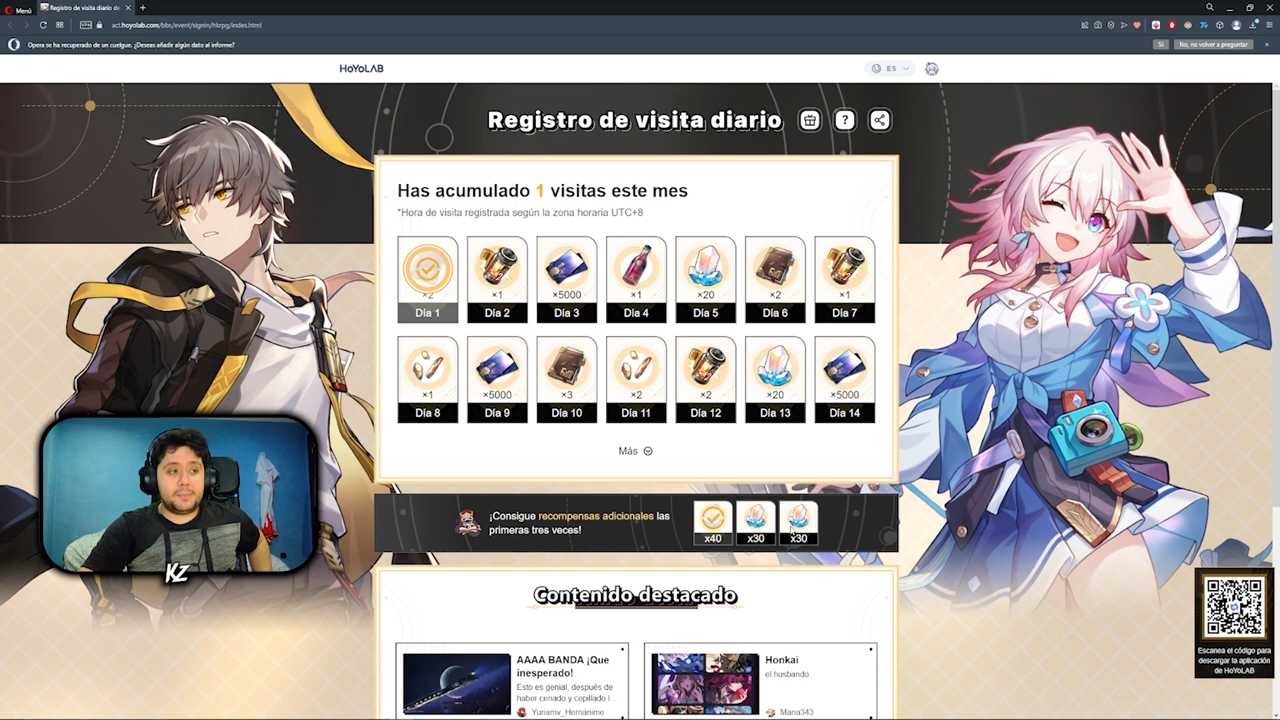 Menú
Registro de visita diario d
act.hoyolab.com/bbs/event/signin/hkrpg/index.html
Opera se ha recuperado de un cuelgue. ¿Deseas añadir algún dato al informe?
Sí
No, no volver a preguntar
HoYoLAB
ES
Registro de visita diario
?
Has acumulado 1 visitas este mes
*Hora de visita registrada según la zona horaria UTC+8
×2
×1
×5000
×1
×20
×2
×1
Día 1
Día 2
Día 3
Día 4
Día 5
Día 6
Día 7
×1
×5000
×3
×2
×2
×20
×5000
Día 8
Día 9
Día 10
Día 11
Día 12
Día 13
Día 14
Más
¡Consigue recompensas adicionales las
primeras tres veces!
x40
x30
x30
KZ
Contenido destacado
AAAA BANDA ¡Que
inesperado!
Esto es genial, después de
haber cenado y copillado l...
Yuriamv_Hernánime
Honkai
el husbando
Maria343
Escanea el código para
descargar la aplicación
de HoYoLAB